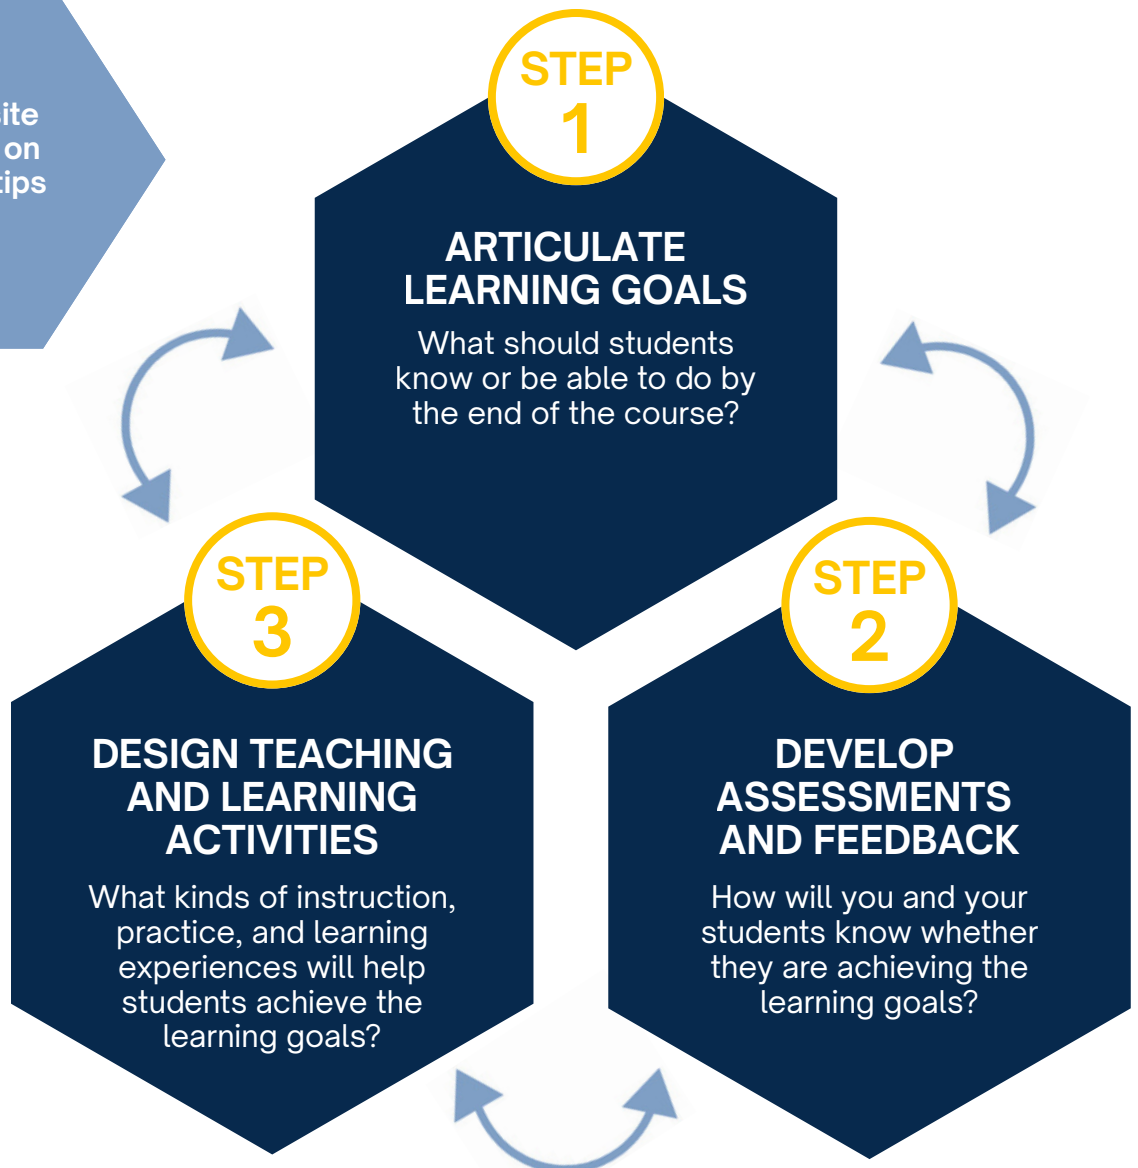 on
tips
STEP
1
ARTICULATE
LEARNING GOALS
What should students
know or be able to do by
the end of the course?
STEP
3
DESIGN TEACHING
AND LEARNING
ACTIVITIES
What kinds of instruction,
practice, and learning
experiences will help
students achieve the
learning goals?
STEP
2
DEVELOP
ASSESSMENTS
AND FEEDBACK
How will you and your
students know whether
they are achieving the
learning goals?